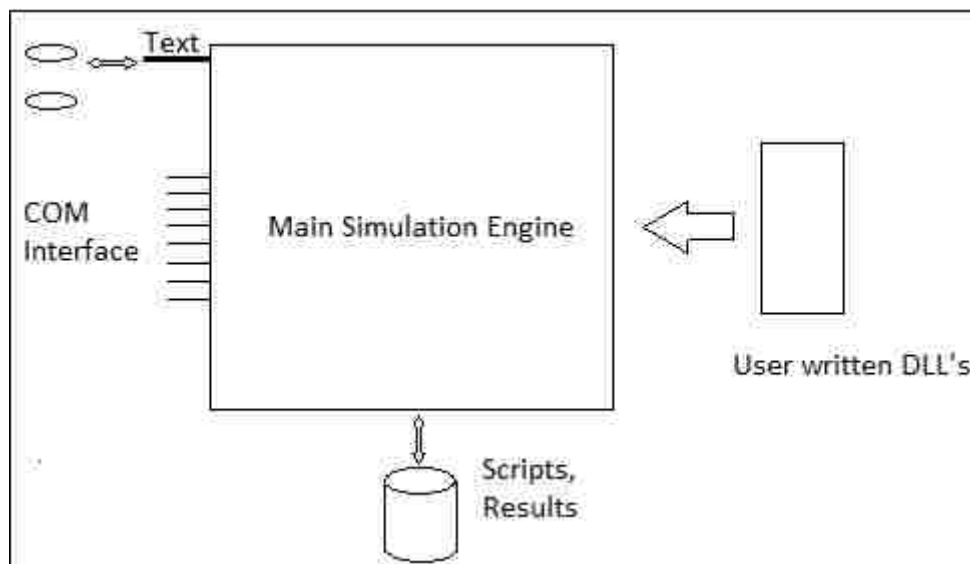 Text
COM
Interface
Main Simulation Engine
User written DLL's
Scripts,
Results